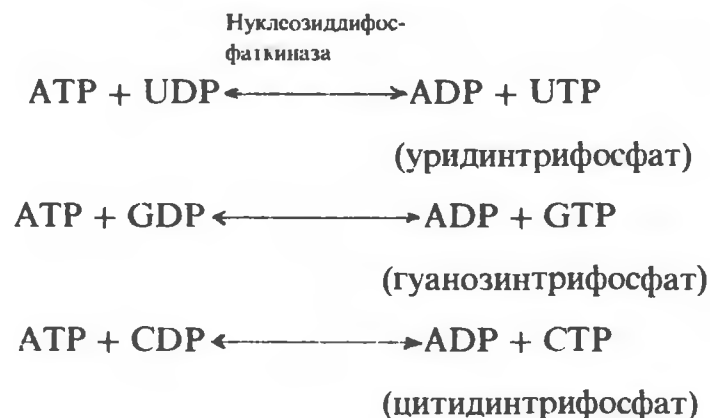 Нуклеозиддифос-
фаткиназа
ATP + UDP ⟷ ADP + UTP
(уридинтрифосфат)
ATP + GDP ⟷ ADP + GTP
(гуанозинтрифосфат)
ATP + CDP ⟷ ADP + CTP
(цитидинтрифосфат)